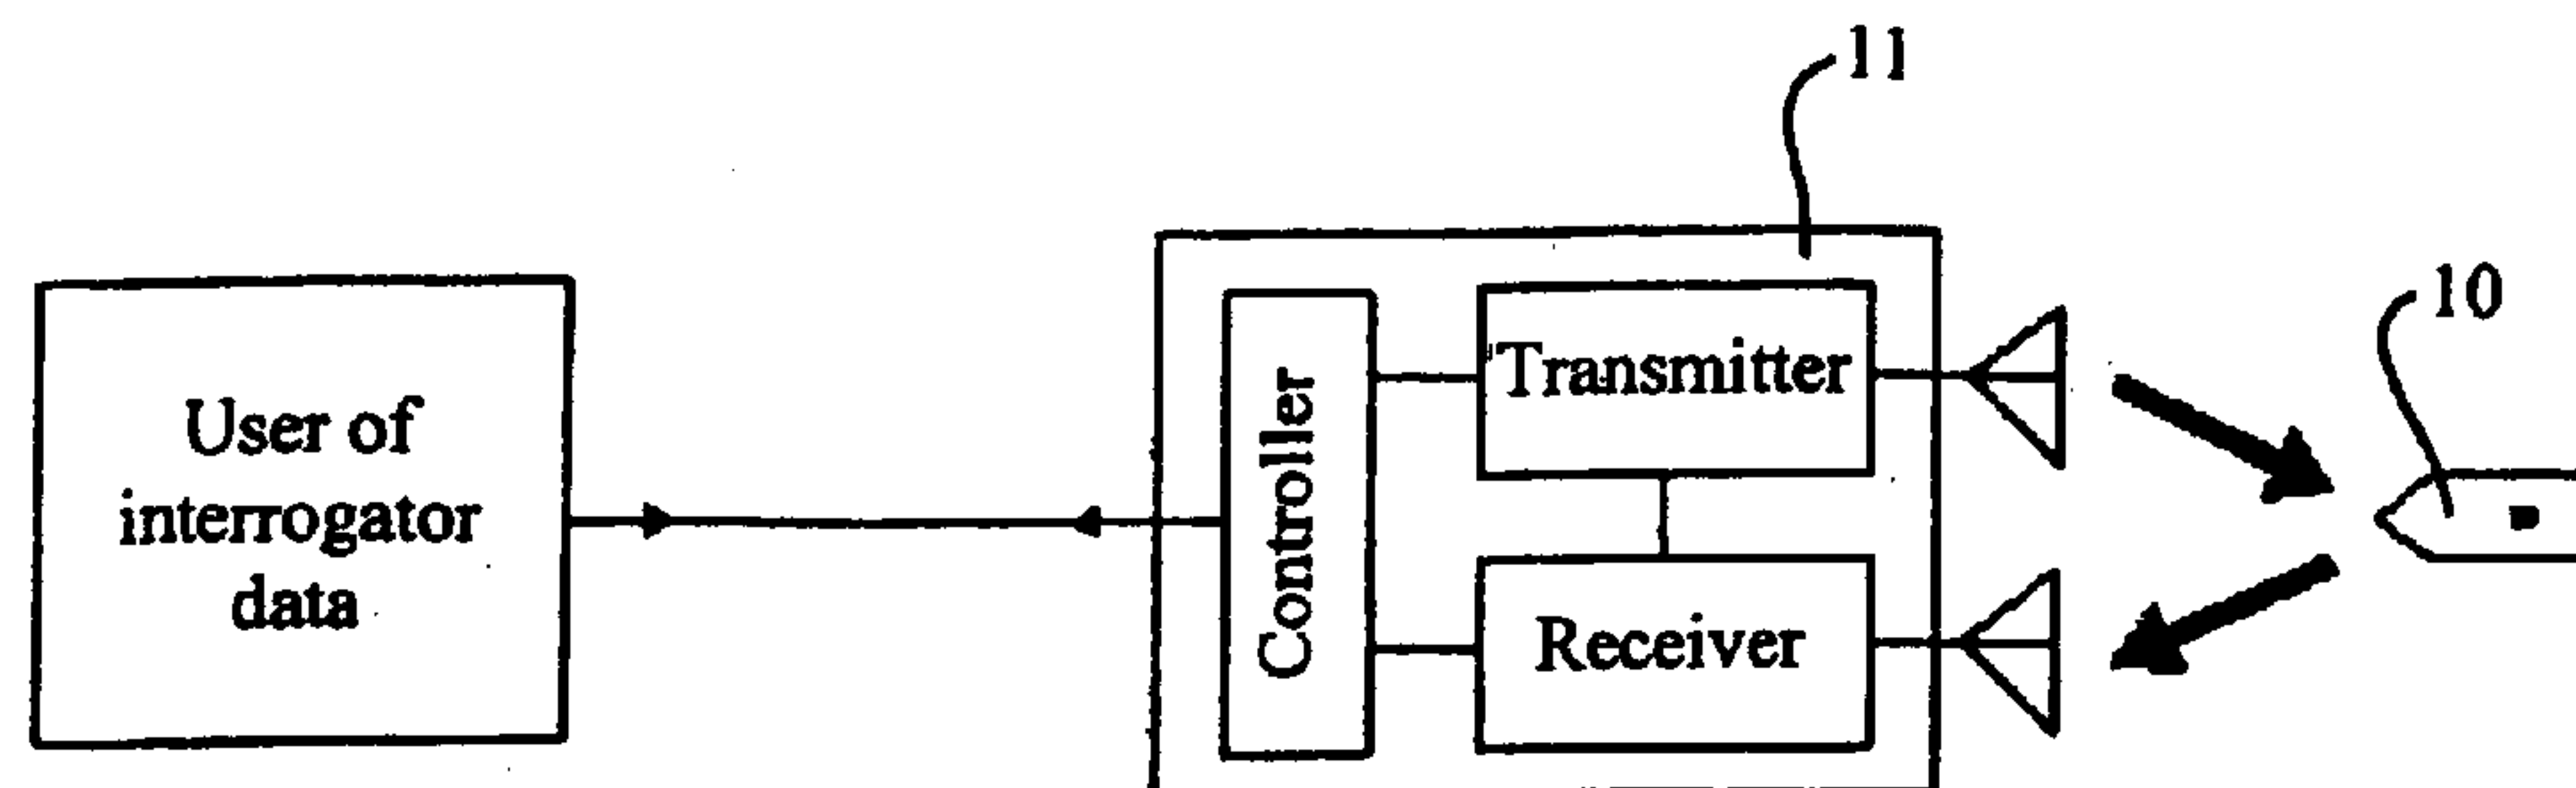 11
10
User of
interrogator
data
Controller
Transmitter
Receiver